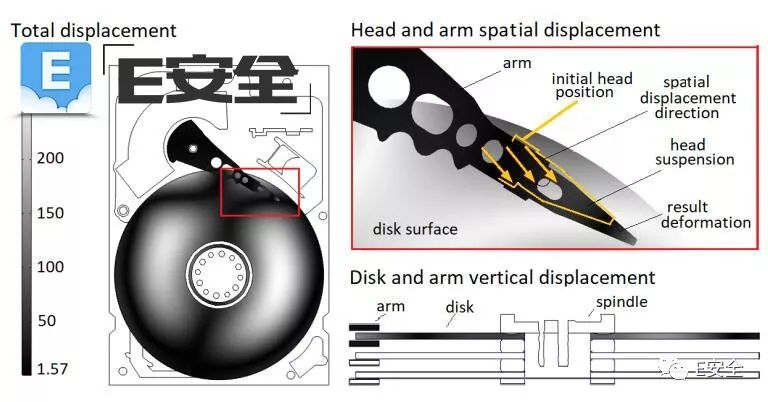 Total displacement
E
E安全
200
150
100
50
1.57
Head and arm spatial displacement
arm
initial head
position
spatial
displacement
direction
head
suspension
result
deformation
disk surface
Disk and arm vertical displacement
arm
disk
spindle
E安全